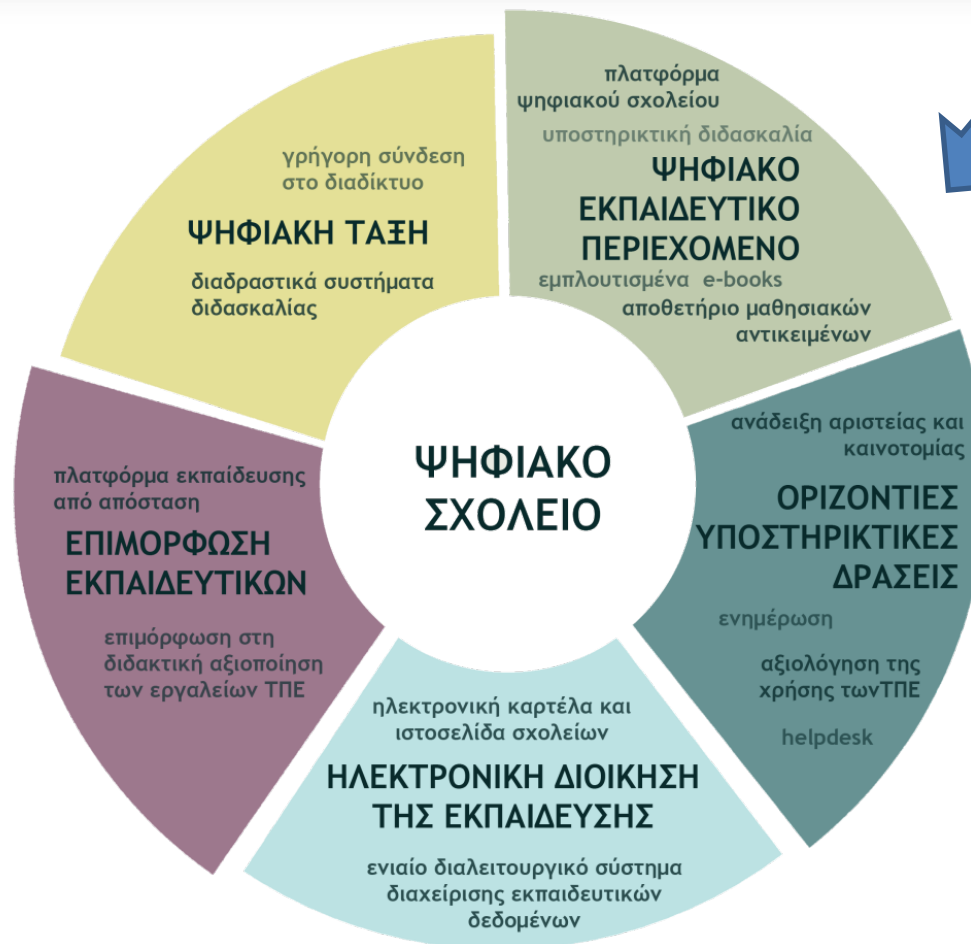 πλατφόρμα
ψηφιακού σχολείου
υποστηρικτική διδασκαλία
ΨΗΦΙΑΚΟ
ΕΚΠΑΙΔΕΥΤΙΚΟ
ΠΕΡΙΕΧΟΜΕΝΟ
εμπλουτισμένα e-books
αποθετήριο μαθησιακών
αντικειμένων
γρήγορη σύνδεση
στο διαδίκτυο
ΨΗΦΙΑΚΗ ΤΑΞΗ
διαδραστικά συστήματα
διδασκαλίας
ανάδειξη αριστείας και
καινοτομίας
ΟΡΙΖΟΝΤΙΕΣ
ΥΠΟΣΤΗΡΙΚΤΙΚΕΣ
ΔΡΑΣΕΙΣ
ενημέρωση
αξιολόγηση της
χρήσης τωνΤΠΕ
helpdesk
ΨΗΦΙΑΚΟ
ΣΧΟΛΕΙΟ
πλατφόρμα εκπαίδευσης
από απόσταση
ΕΠΙΜΟΡΦΩΣΗ
ΕΚΠΑΙΔΕΥΤΙΚΩΝ
επιμόρφωση στη
διδακτική αξιοποίηση
των εργαλείων ΤΠΕ
ηλεκτρονική καρτέλα και
ιστοσελίδα σχολείων
ΗΛΕΚΤΡΟΝΙΚΗ ΔΙΟΙΚΗΣΗ
ΤΗΣ ΕΚΠΑΙΔΕΥΣΗΣ
ενιαίο διαλειτουργικό σύστημα
διαχείρισης εκπαιδευτικών
δεδομένων